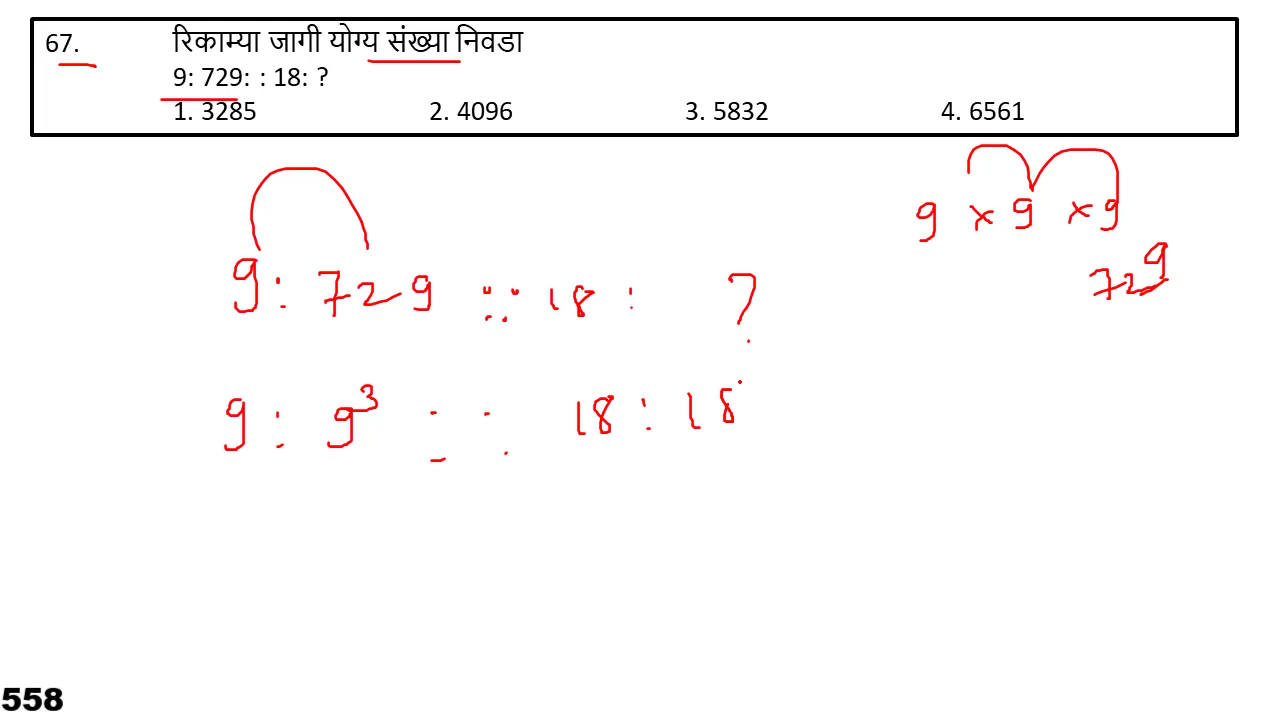 67. रिकाम्या जागी योग्य संख्या निवडा
9: 729: : 18: ?
1. 3285 2. 4096 3. 5832 4. 6561
9 × 9 × 9
729
9 : 729 :: 18 : ?
9 : 9³ : : 18 : 18
558